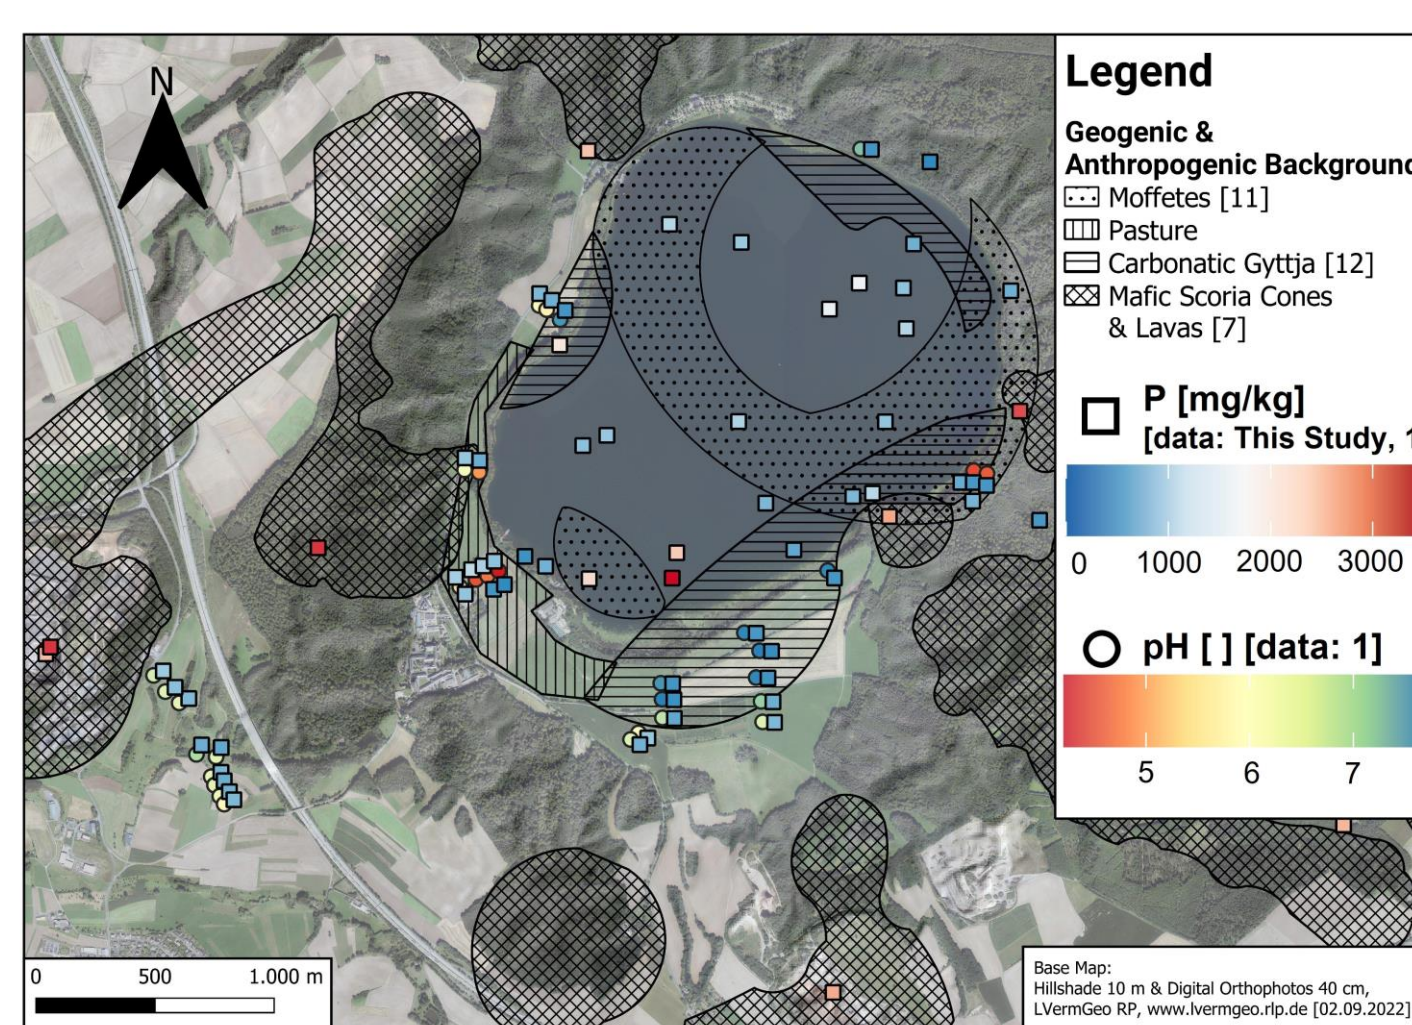 N
Legend
Geogenic &
Anthropogenic Background
Moffetes [11]
Pasture
Carbonatic Gyttja [12]
Mafic Scoria Cones
& Lavas [7]
P [mg/kg]
[data: This Study, 1
0 1000 2000 3000
pH [ ] [data: 1]
5 6 7
0 500 1.000 m
Base Map:
Hillshade 10 m & Digital Orthophotos 40 cm,
LVermGeo RP, www.lvermgeo.rlp.de [02.09.2022]